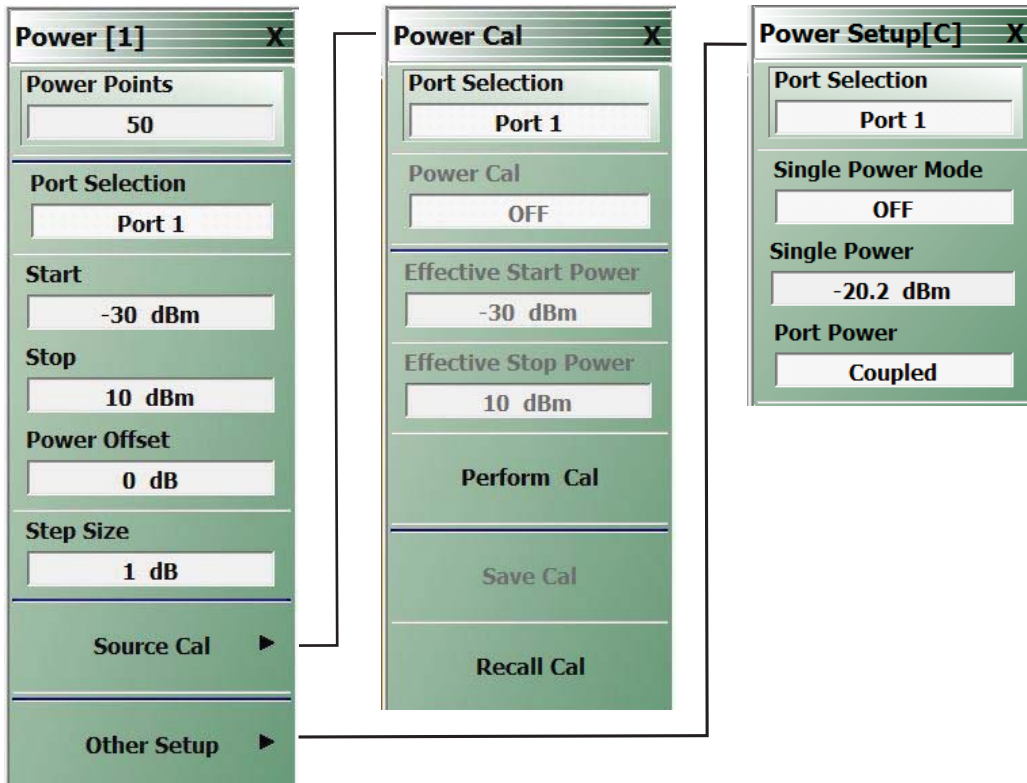 Power [1] X
Power Points
50
Port Selection
Port 1
Start
-30 dBm
Stop
10 dBm
Power Offset
0 dB
Step Size
1 dB
Source Cal ►
Other Setup ►
Power Cal X
Port Selection
Port 1
Power Cal
OFF
Effective Start Power
-30 dBm
Effective Stop Power
10 dBm
Perform Cal
Save Cal
Recall Cal
Power Setup[C] X
Port Selection
Port 1
Single Power Mode
OFF
Single Power
-20.2 dBm
Port Power
Coupled